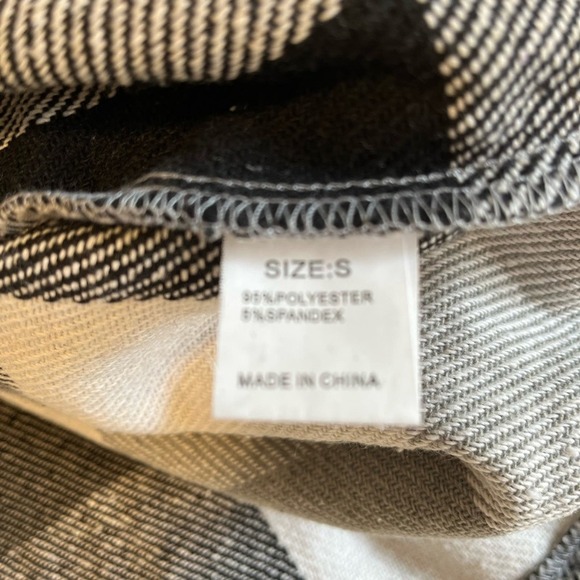 SIZE:S
95%POLYESTER
5%SPANDEX
MADE IN CHINA